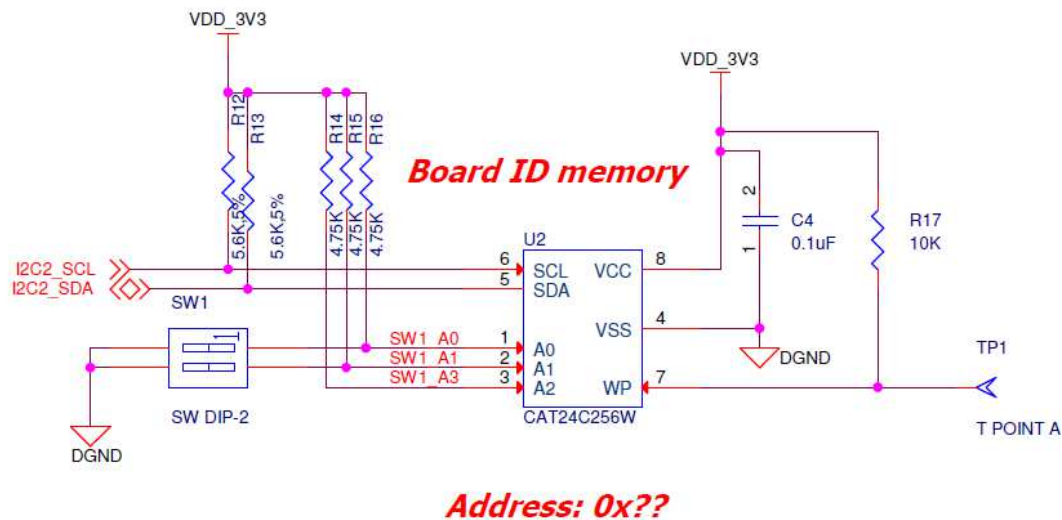 VDD_3V3
VDD_3V3
R12
R13
R14
R15
R16
5.6K,5%
5.6K,5%
4.75K
4.75K
4.75K
Board ID memory
2
C4
0.1uF
1
R17
10K
U2
I2C2_SCL
6
SCL
VCC
8
I2C2_SDA
5
SDA
SW1
1
VSS
4
SW1_A0
1
A0
DGND
SW1_A1
2
A1
TP1
SW1_A3
3
A2
WP
7
SW DIP-2
CAT24C256W
T POINT A
DGND
Address: 0x??